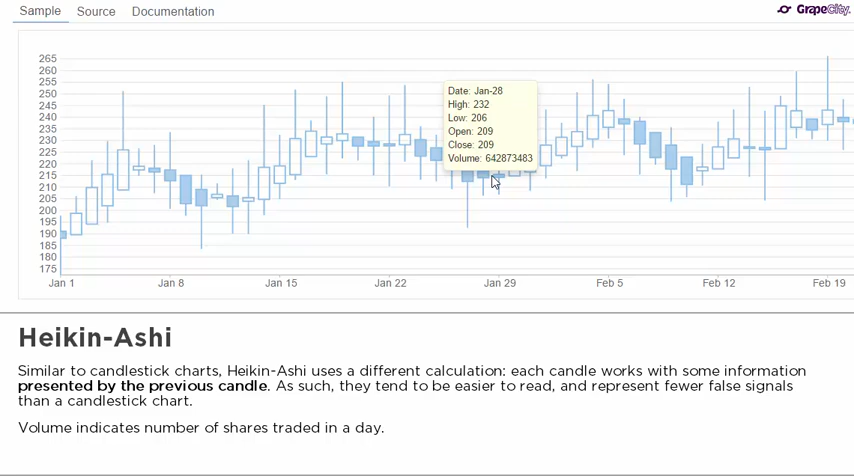 Sample Source Documentation
GrapeCity.
265
260
255
250
245
240
235
230
225
220
215
210
205
200
195
190
185
180
175
Date: Jan-28
High: 232
Low: 206
Open: 209
Close: 209
Volume: 642873483
Jan 1 Jan 8 Jan 15 Jan 22 Jan 29 Feb 5 Feb 12 Feb 19
Heikin-Ashi
Similar to candlestick charts, Heikin-Ashi uses a different calculation: each candle works with some information
presented by the previous candle. As such, they tend to be easier to read, and represent fewer false signals
than a candlestick chart.
Volume indicates number of shares traded in a day.